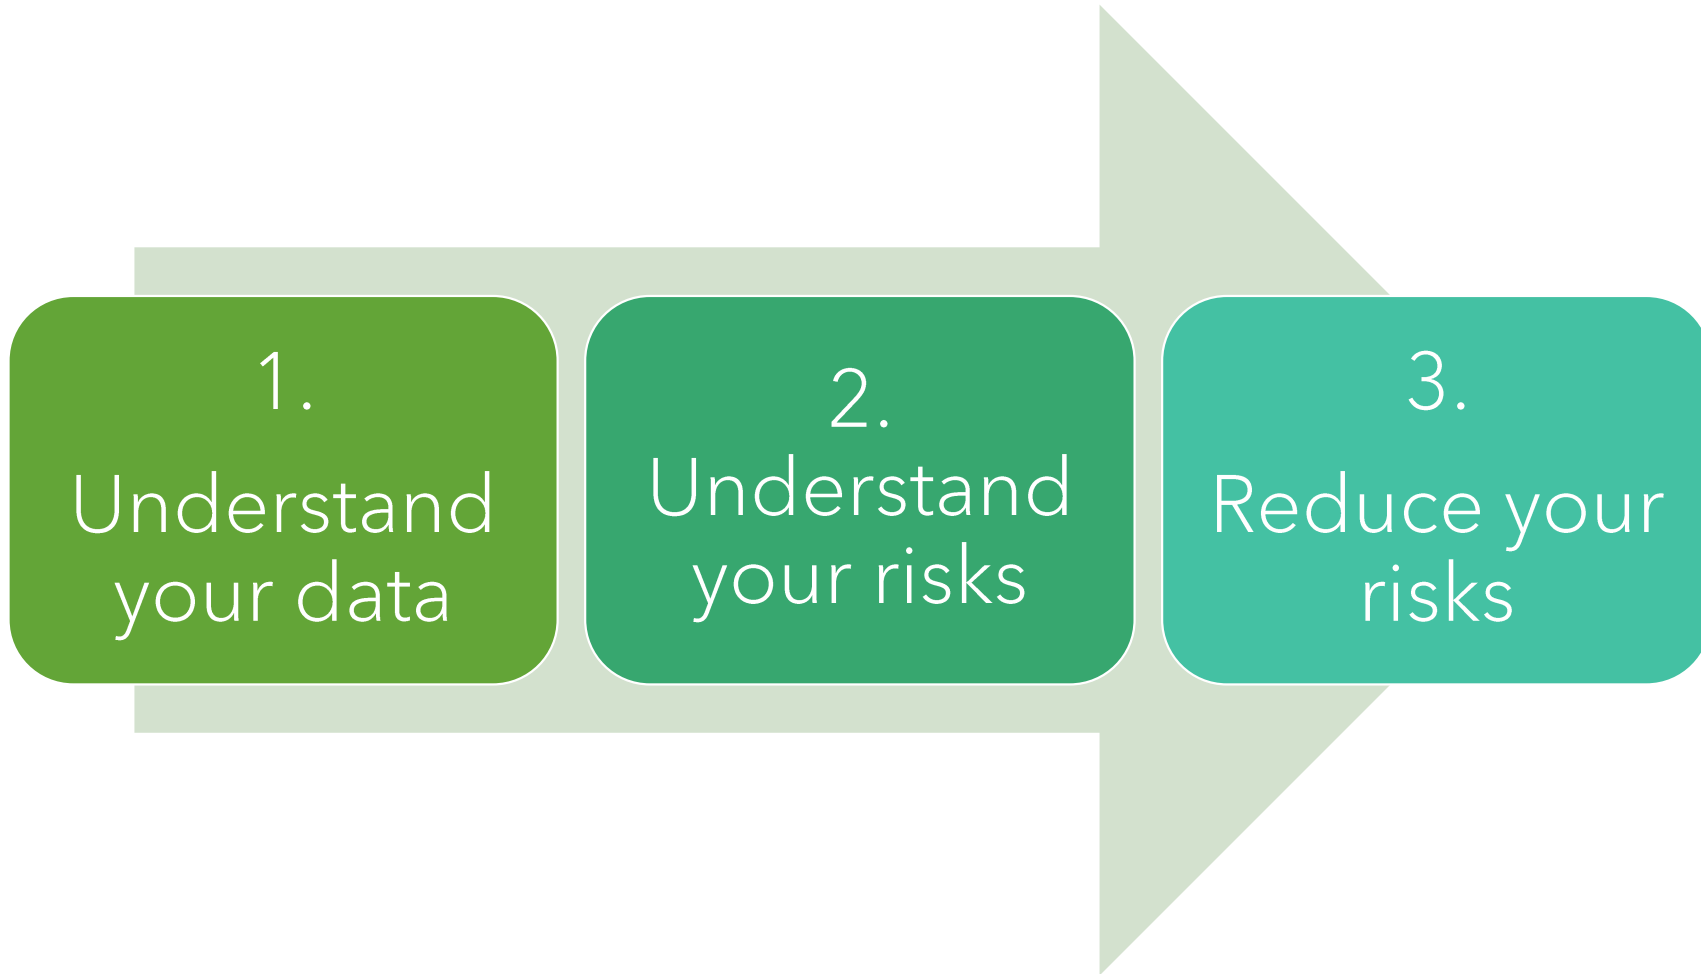 1.
Understand
your data
2.
Understand
your risks
3.
Reduce your
risks